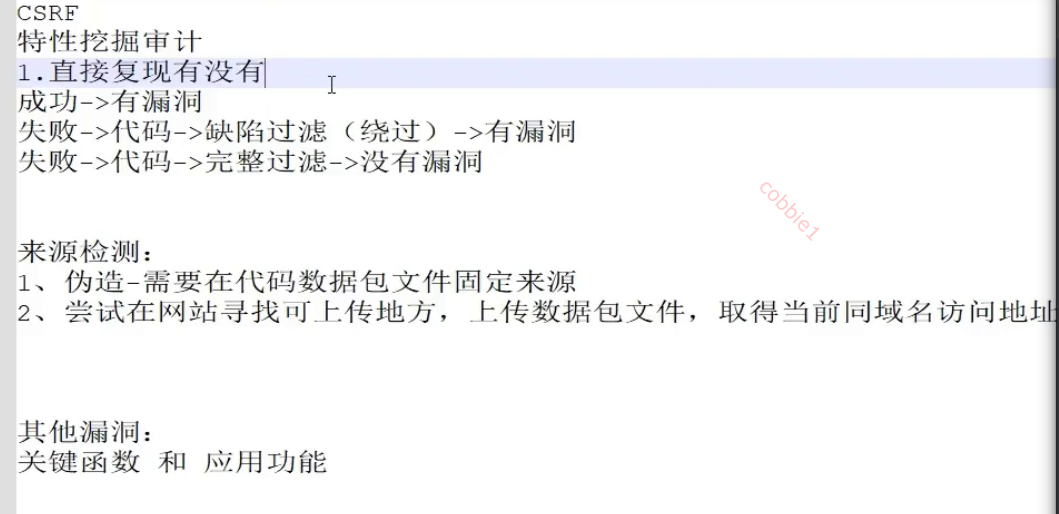 CSRF
特性挖掘审计
1.直接复现有没有
成功->有漏洞
失败->代码->缺陷过滤（绕过）->有漏洞
失败->代码->完整过滤->没有漏洞
cobbie1
来源检测：
1、伪造-需要在代码数据包文件固定来源
2、尝试在网站寻找可上传地方，上传数据包文件，取得当前同域名访问地址
其他漏洞：
关键函数 和 应用功能